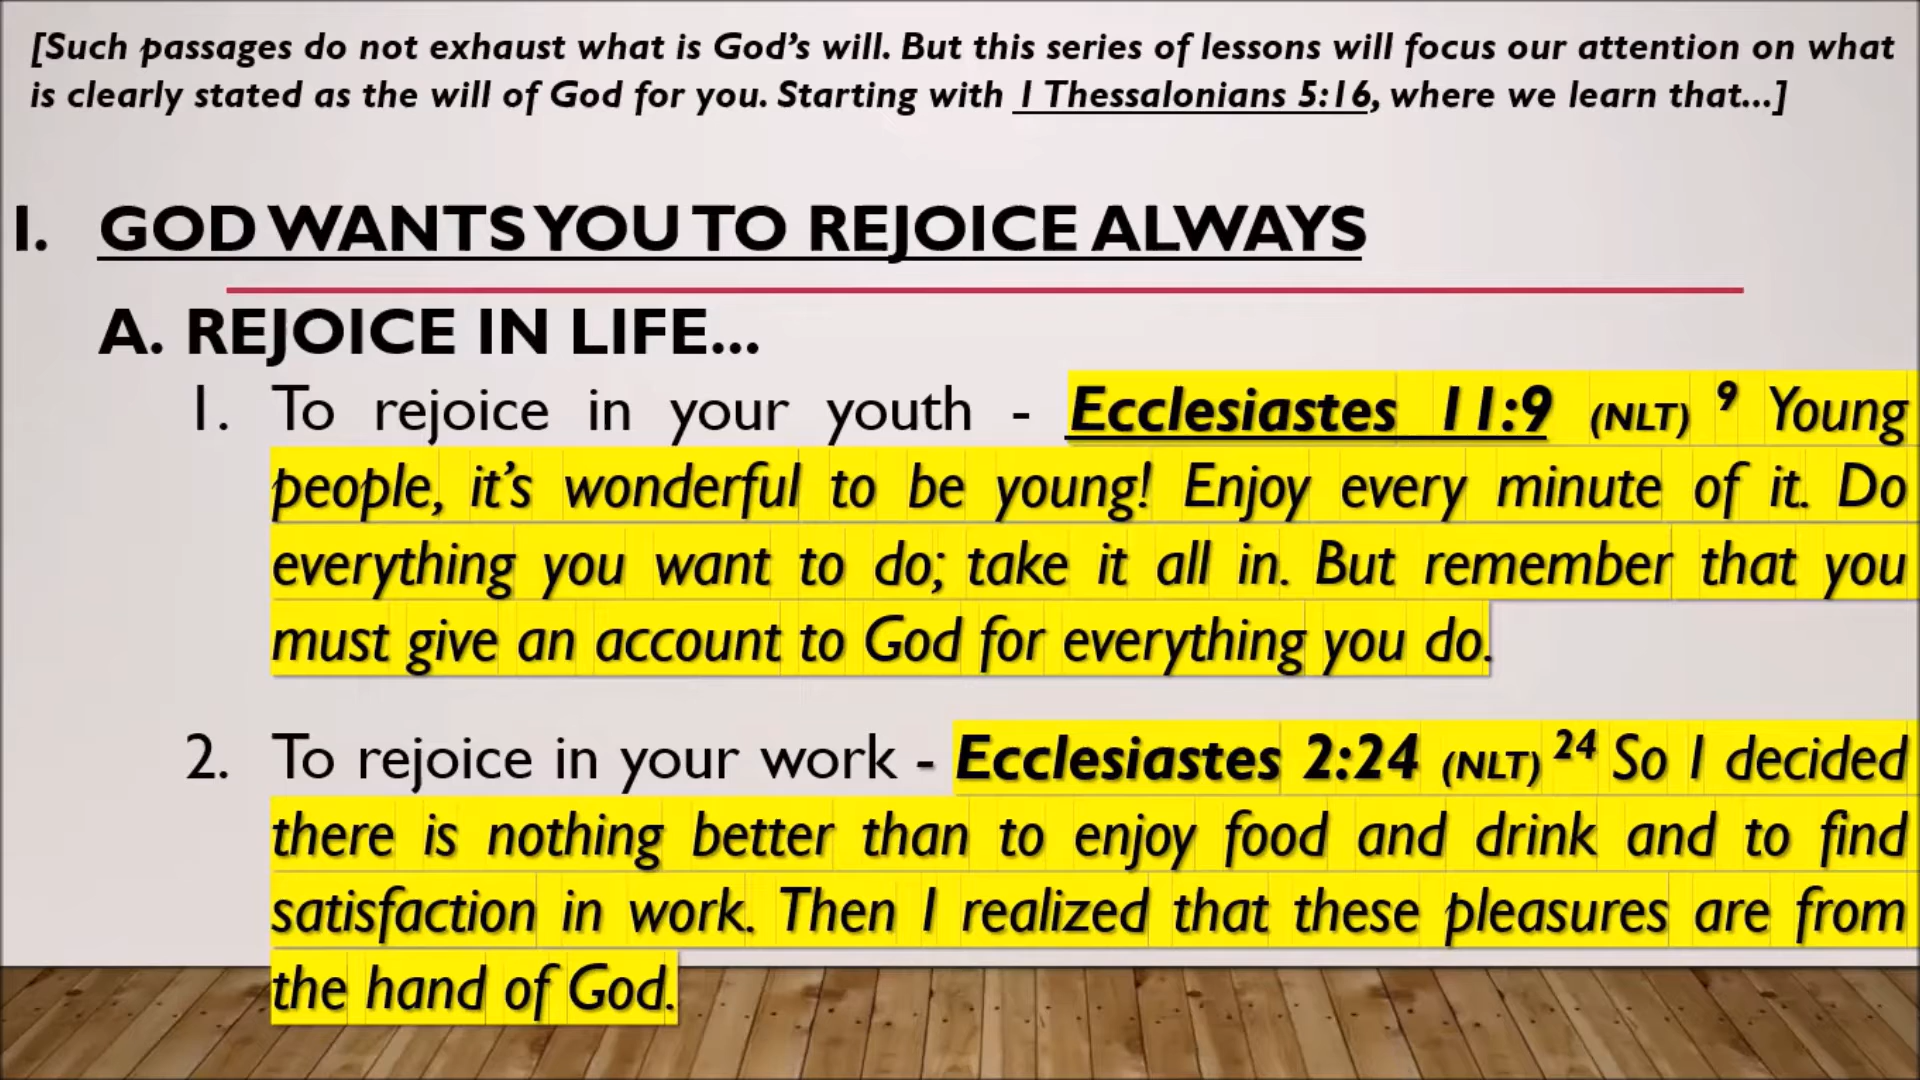 [Such passages do not exhaust what is God’s will. But this series of lessons will focus our attention on what
is clearly stated as the will of God for you. Starting with 1 Thessalonians 5:16, where we learn that...]
I. GOD WANTS YOU TO REJOICE ALWAYS
A. REJOICE IN LIFE...
1. To rejoice in your youth - Ecclesiastes 11:9 (NLT) 9 Young
people, it’s wonderful to be young! Enjoy every minute of it. Do
everything you want to do; take it all in. But remember that you
must give an account to God for everything you do.
2. To rejoice in your work - Ecclesiastes 2:24 (NLT) 24 So I decided
there is nothing better than to enjoy food and drink and to find
satisfaction in work. Then I realized that these pleasures are from
the hand of God.